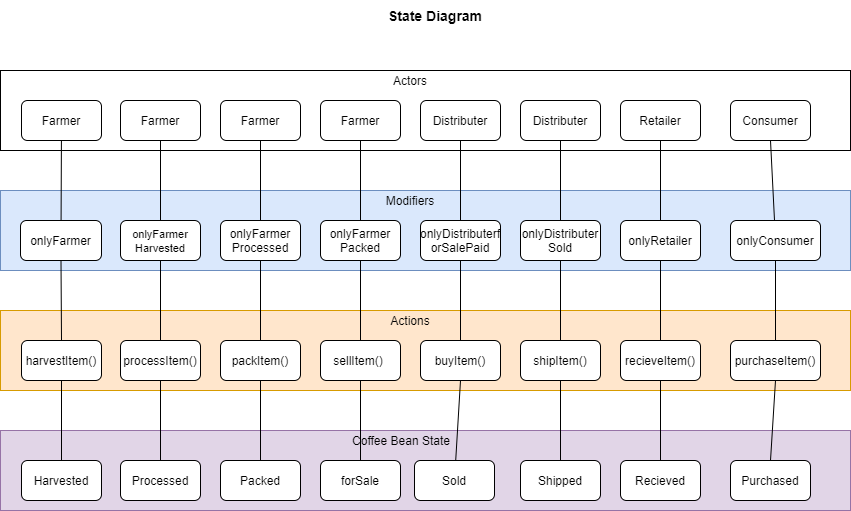 State Diagram
Actors
Farmer
Farmer
Farmer
Farmer
Distributer
Distributer
Retailer
Consumer
Modifiers
onlyFarmer
onlyFarmer
Harvested
onlyFarmer
Processed
onlyFarmer
Packed
onlyDistributerf
orSalePaid
onlyDistributer
Sold
onlyRetailer
onlyConsumer
Actions
harvestItem()
processItem()
packItem()
sellItem()
buyItem()
shipItem()
recieveItem()
purchaseItem()
Coffee Bean State
Harvested
Processed
Packed
forSale
Sold
Shipped
Recieved
Purchased